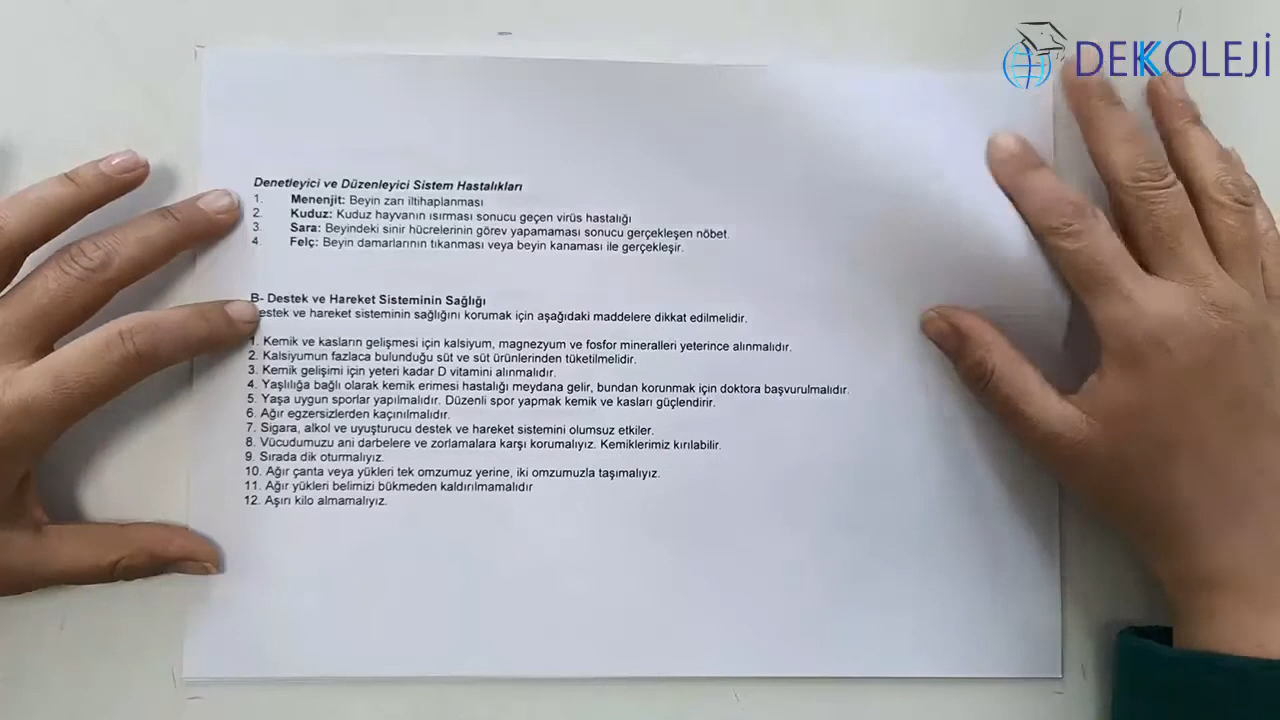 DEKKOLEJİ
Denetleyici ve Düzenleyici Sistem Hastalıkları
1. Menenjit: Beyin zarı iltihaplanması
2. Kuduz: Kuduz hayvanın ısırması sonucu geçen virüs hastalığı
3. Sara: Beyindeki sinir hücrelerinin görev yapamaması sonucu gerçekleşen nöbet.
4. Felç: Beyin damarlarının tıkanması veya beyin kanaması ile gerçekleşir.
B- Destek ve Hareket Sisteminin Sağlığı
estek ve hareket sisteminin sağlığını korumak için aşağıdaki maddelere dikkat edilmelidir.
1. Kemik ve kasların gelişmesi için kalsiyum, magnezyum ve fosfor mineralleri yeterince alınmalıdır.
2. Kalsiyumun fazlaca bulunduğu süt ve süt ürünlerinden tüketilmelidir.
3. Kemik gelişimi için yeteri kadar D vitamini alınmalıdır.
4. Yaşlılığa bağlı olarak kemik erimesi hastalığı meydana gelir, bundan korunmak için doktora başvurulmalıdır.
5. Yaşa uygun sporlar yapılmalıdır. Düzenli spor yapmak kemik ve kasları güçlendirir.
6. Ağır egzersizlerden kaçınılmalıdır.
7. Sigara, alkol ve uyuşturucu destek ve hareket sistemini olumsuz etkiler.
8. Vücudumuzu ani darbelere ve zorlamalara karşı korumalıyız. Kemiklerimiz kırılabilir.
9. Sırada dik oturmalıyız.
10. Ağır çanta veya yükleri tek omzumuz yerine, iki omzumuzla taşımalıyız.
11. Ağır yükleri belimizi bükmeden kaldırılmamalıdır
12. Aşırı kilo almamalıyız.